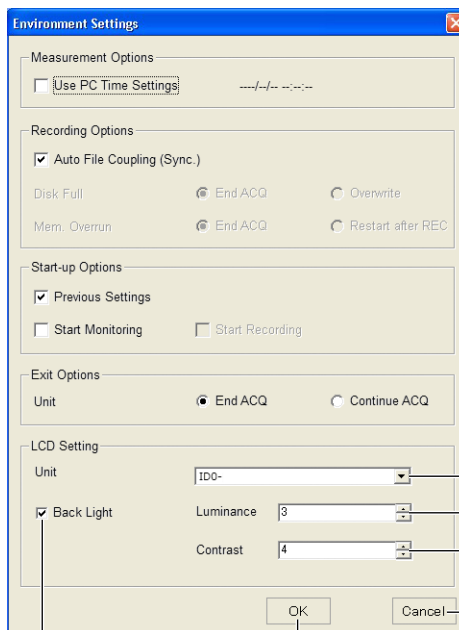 Environment Settings
Measurement Options
Use PC Time Settings ----/--/-- --:--:--
Recording Options
Auto File Coupling (Sync.)
Disk Full End ACQ Overwrite
Mem. Overrun End ACQ Restart after REC
Start-up Options
Previous Settings
Start Monitoring Start Recording
Exit Options
Unit End ACQ Continue ACQ
LCD Setting
Unit ID0-
Back Light Luminance 3
Contrast 4
OK Cancel